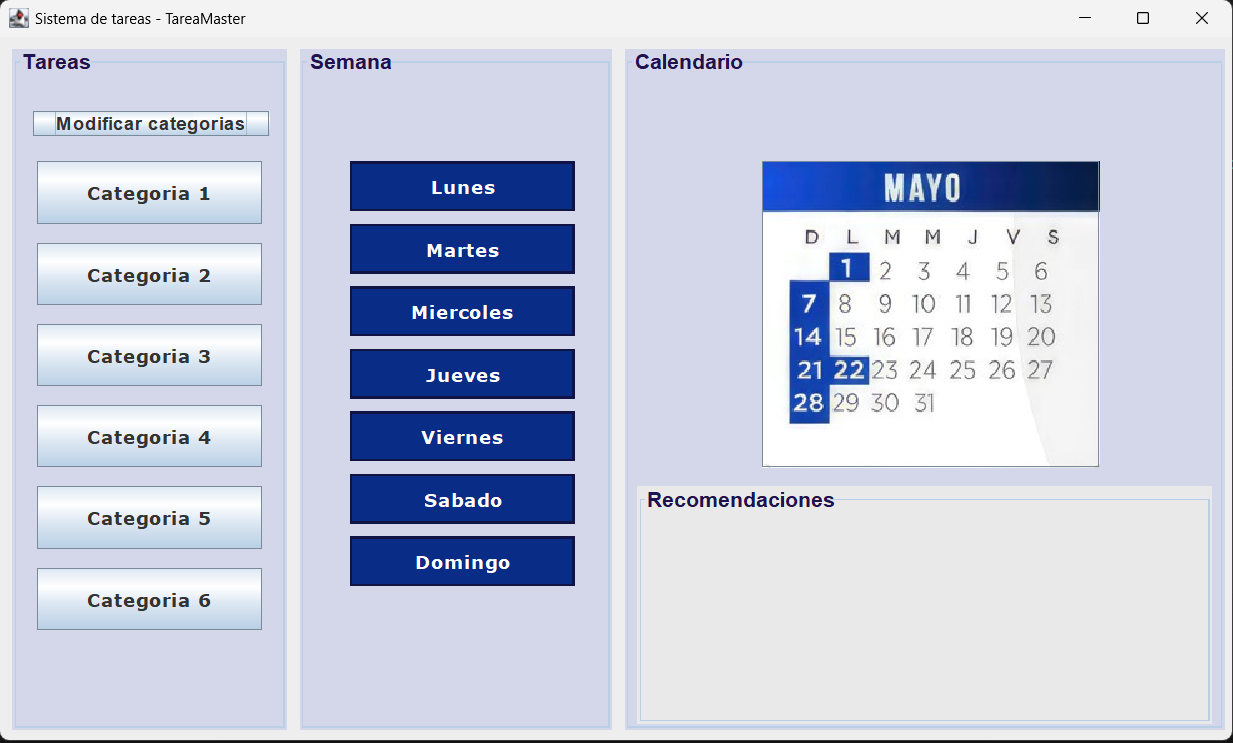 Sistema de tareas - TareaMaster
Tareas
Modificar categorias
Categoria 1
Categoria 2
Categoria 3
Categoria 4
Categoria 5
Categoria 6
Semana
Lunes
Martes
Miercoles
Jueves
Viernes
Sabado
Domingo
Calendario
MAYO
D L M M J V S
1 2 3 4 5 6
7 8 9 10 11 12 13
14 15 16 17 18 19 20
21 22 23 24 25 26 27
28 29 30 31
Recomendaciones